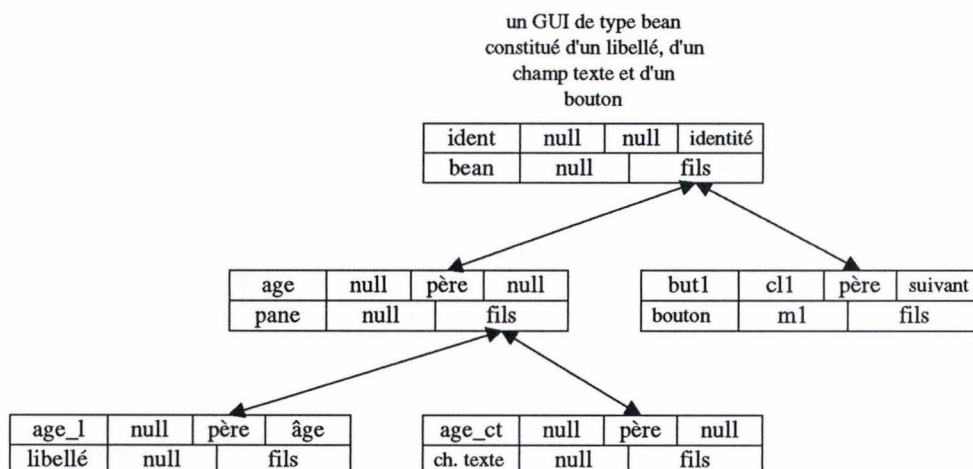 un GUI de type bean
constitué d'un libellé, d'un
champ texte et d'un
bouton
ident null null identité
bean null fils
age null père null
pane null fils
but1 cl1 père suivant
bouton m1 fils
age_l null père âge
libellé null fils
age_ct null père null
ch. texte null fils